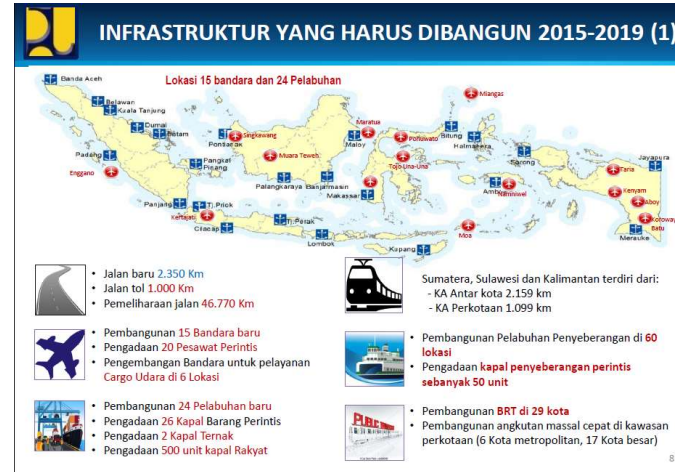 INFRASTRUKTUR YANG HARUS DIBANGUN 2015-2019 (1)
Lokasi 15 bandara dan 24 Pelabuhan
Banda Aceh
Miangas
Belawan
Kuala Tanjung
Dumai
Batam
Maratua
Singkawang
Pontianak
Pohuwato
Bitung
Maloy
Halmahera
Padang
Muara Teweh
Tojo Una-Una
Sorong
Jayapura
Pangkal Pinang
Enggano
Taria
Palangkaraya
Banjarmasin
Makassar
Ambon
Namniwel
Kenyam
Aboy
Panjang
Tj.Priok
Kertajati
Cilacap
Tj.Perak
Koroway
Batu
Moa
Merauke
Lombok
Kupang
• Jalan baru 2.350 Km
• Jalan tol 1.000 Km
• Pemeliharaan jalan 46.770 Km
Sumatera, Sulawesi dan Kalimantan terdiri dari:
- KA Antar kota 2.159 km
- KA Perkotaan 1.099 km
• Pembangunan 15 Bandara baru
• Pengadaan 20 Pesawat Perintis
• Pengembangan Bandara untuk pelayanan
Cargo Udara di 6 Lokasi
• Pembangunan Pelabuhan Penyeberangan di 60
lokasi
• Pengadaan kapal penyeberangan perintis
sebanyak 50 unit
• Pembangunan 24 Pelabuhan baru
• Pengadaan 26 Kapal Barang Perintis
• Pengadaan 2 Kapal Ternak
• Pengadaan 500 unit kapal Rakyat
• Pembangunan BRT di 29 kota
• Pembangunan angkutan massal cepat di kawasan
perkotaan (6 Kota metropolitan, 17 Kota besar)
8